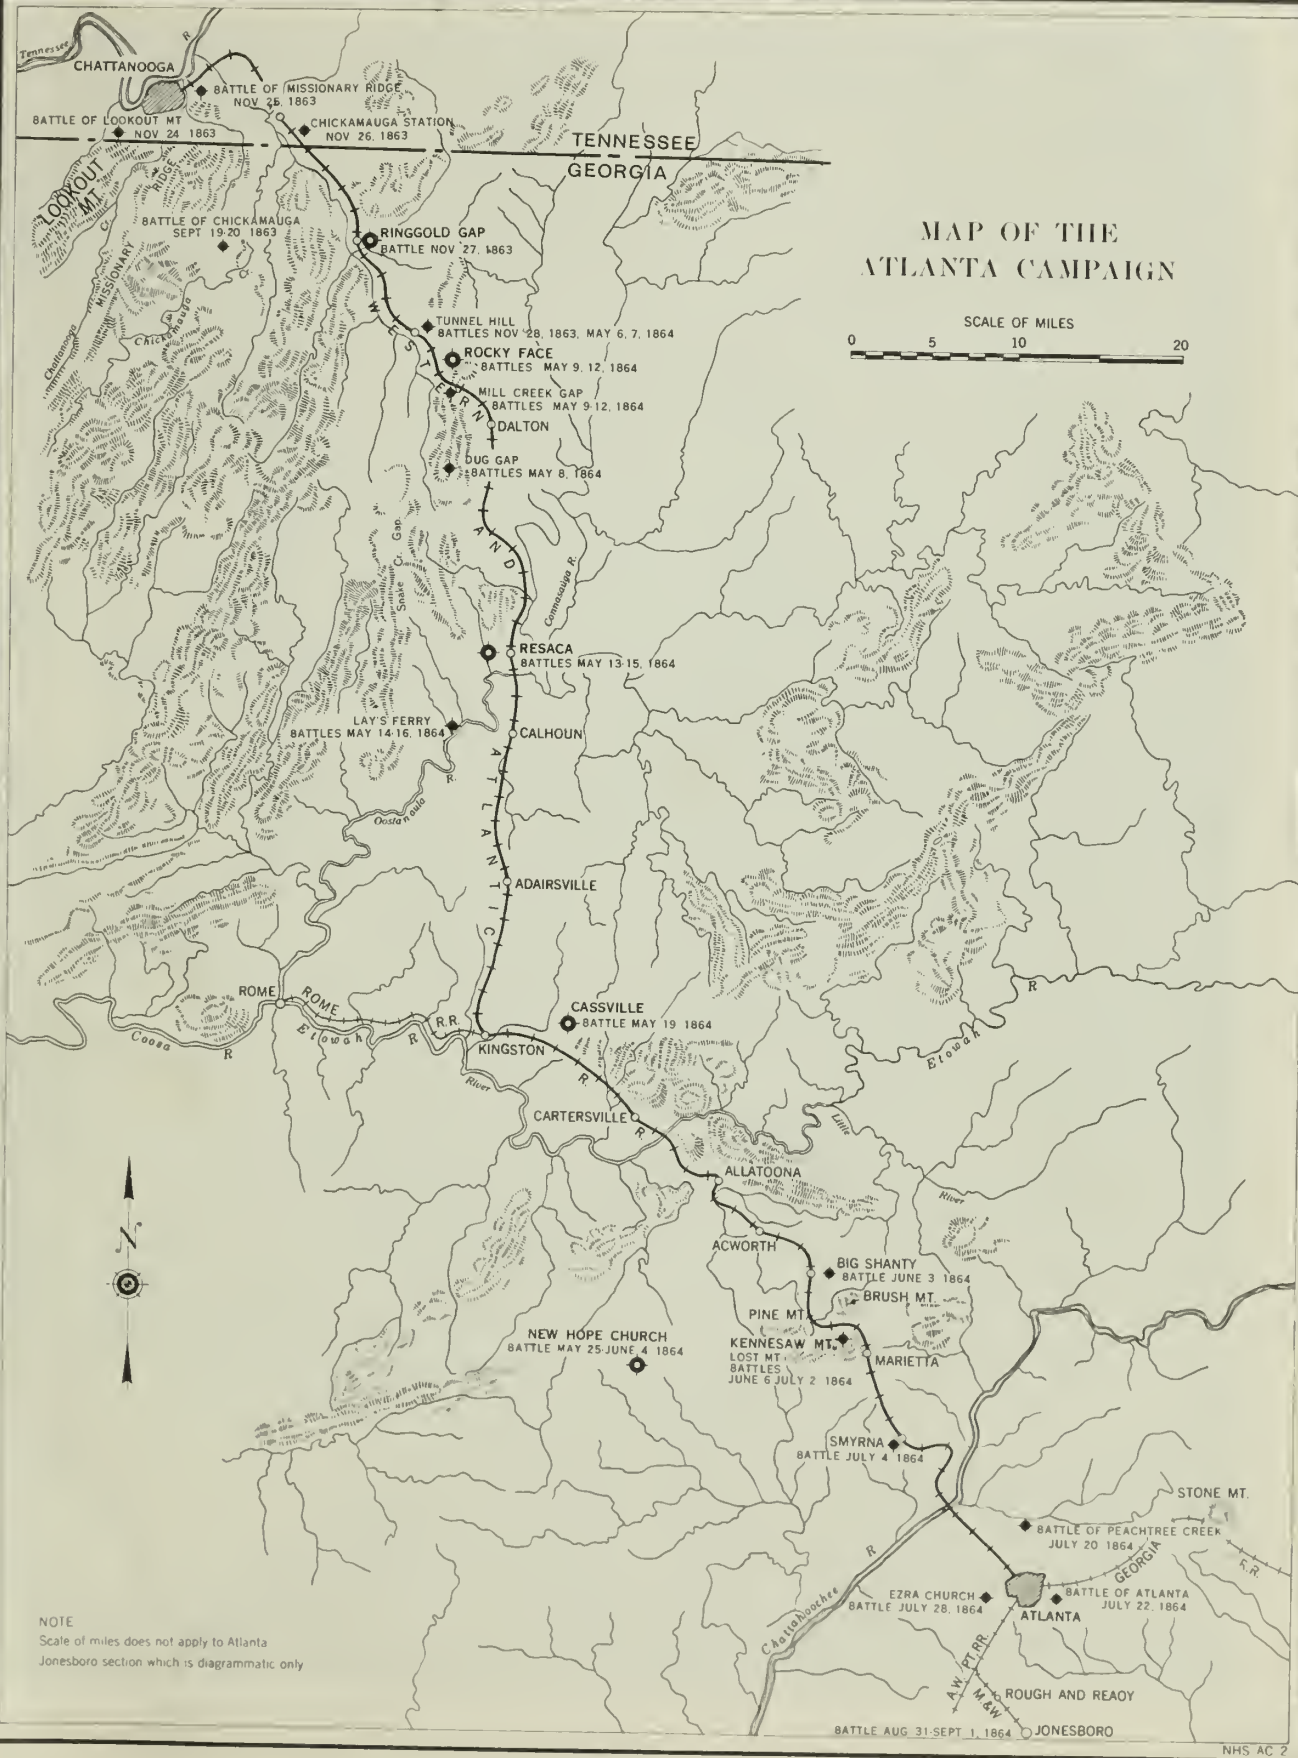 Tennessee
R
CHATTANOOGA
BATTLE OF MISSIONARY RIDGE
NOV 25, 1863
BATTLE OF LOOKOUT MT
NOV 24 1863
CHICKAMAUGA STATION
NOV 26, 1863
TENNESSEE
GEORGIA
LOOKOUT
MT.
RIDGE
MISSIONARY
Cr.
BATTLE OF CHICKAMAUGA
SEPT 19-20 1863
Cr.
Chickamauga
Chattanooga
RINGGOLD GAP
BATTLE NOV 27, 1863
MAP OF THE
ATLANTA CAMPAIGN
SCALE OF MILES
0 5 10 20
WESTERN
TUNNEL HILL
BATTLES NOV 28, 1863, MAY 6, 7, 1864
ROCKY FACE
BATTLES MAY 9, 12, 1864
MILL CREEK GAP
BATTLES MAY 9-12, 1864
DALTON
DUG GAP
BATTLES MAY 8, 1864
AND
Snake Cr. Gap
Connasauga R.
RESACA
BATTLES MAY 13-15, 1864
LAY'S FERRY
BATTLES MAY 14-16, 1864
CALHOUN
R.
Oostanaula
ATLANTIC
ADAIRSVILLE
ROME
ROME
R.R.
Etowah
R
Coosa
R
KINGSTON
CASSVILLE
BATTLE MAY 19 1864
R
Etowah
River
R.
CARTERSVILLE
R.
Little
River
ALLATOONA
ACWORTH
BIG SHANTY
BATTLE JUNE 3 1864
BRUSH MT.
PINE MT.
KENNESAW MT.
LOST MT
BATTLES
JUNE 6 JULY 2 1864
MARIETTA
NEW HOPE CHURCH
BATTLE MAY 25-JUNE 4 1864
N
SMYRNA
BATTLE JULY 4 1864
STONE MT.
BATTLE OF PEACHTREE CREEK
JULY 20 1864
GEORGIA
R.R.
R
Chattahoochee
EZRA CHURCH
BATTLE JULY 28, 1864
BATTLE OF ATLANTA
JULY 22, 1864
ATLANTA
A.W. PT. RR.
M.&W
ROUGH AND READY
BATTLE AUG 31-SEPT 1, 1864
JONESBORO
NOTE
Scale of miles does not apply to Atlanta
Jonesboro section which is diagrammatic only
NHS AC 2